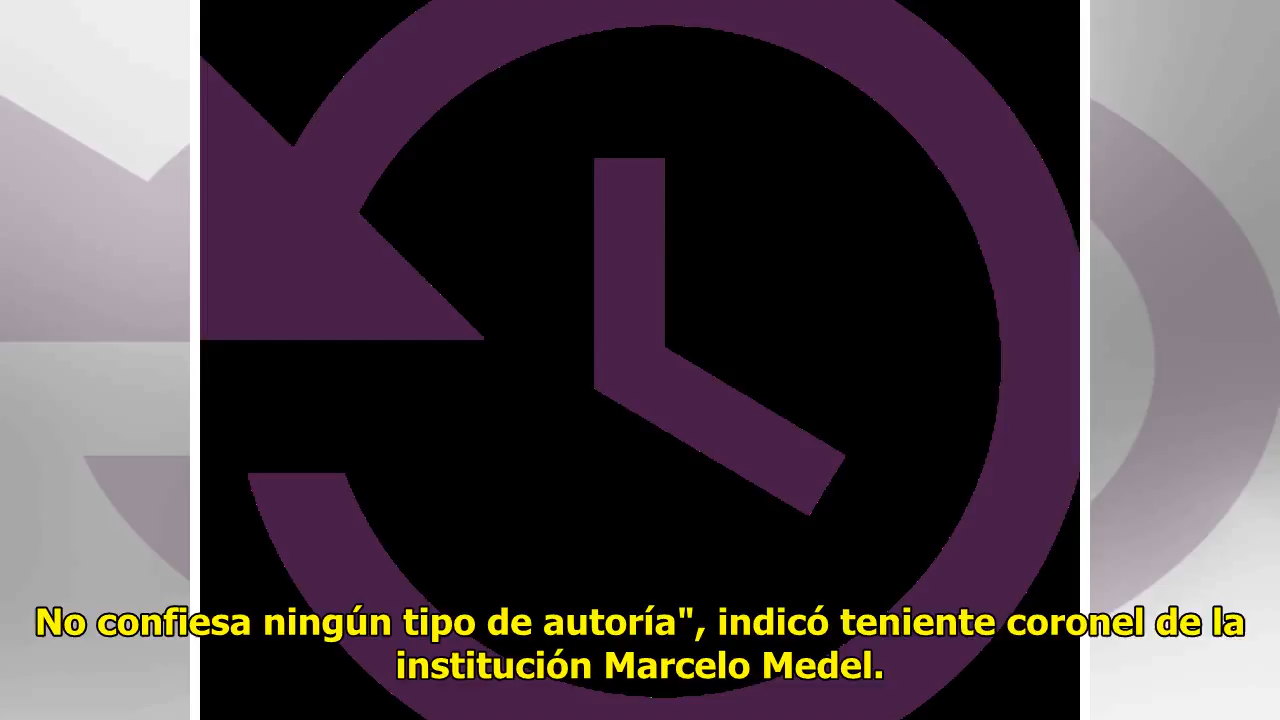 No confiesa ningún tipo de autoría", indicó teniente coronel de la
institución Marcelo Medel.